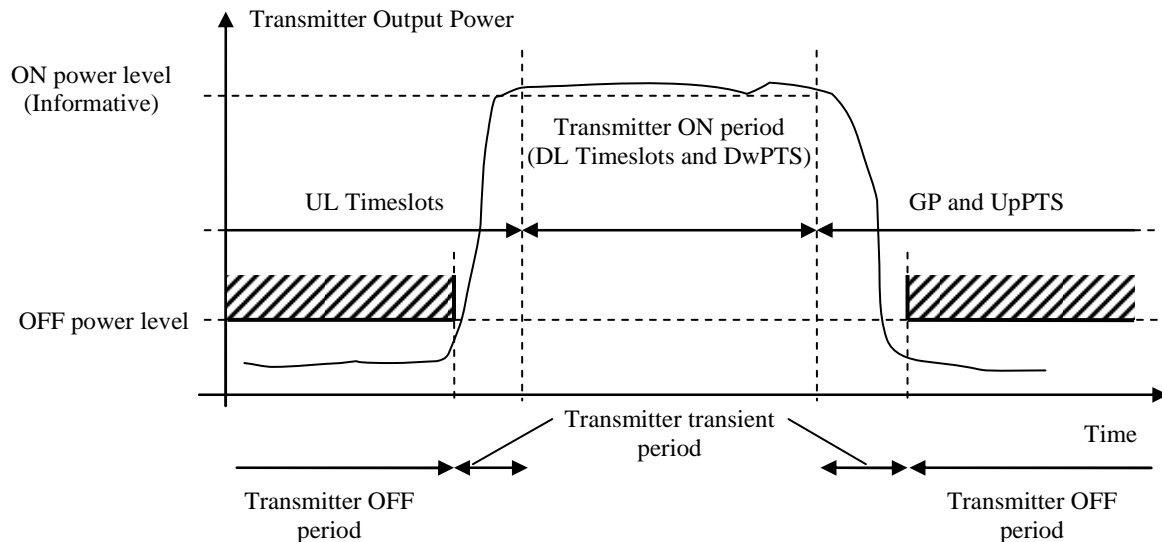 Transmitter Output Power
ON power level
(Informative)
Transmitter ON period
(DL Timeslots and DwPTS)
UL Timeslots
GP and UpPTS
OFF power level
Transmitter transient
period
Time
Transmitter OFF
period
Transmitter OFF
period